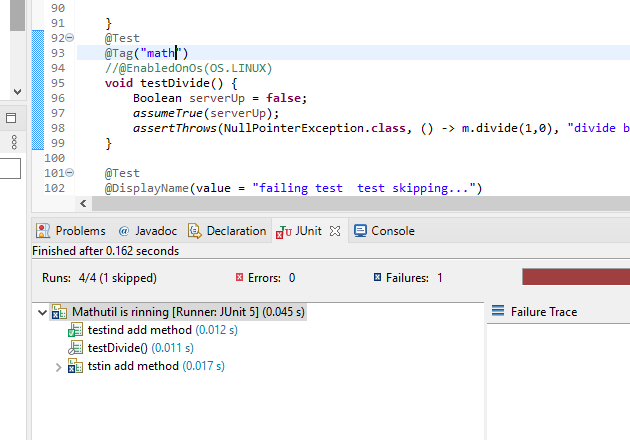 90
91 }
92 @Test
93 @Tag("math")
94 //@EnabledOnOs(OS.LINUX)
95 void testDivide() {
96 Boolean serverUp = false;
97 assumeTrue(serverUp);
98 assertThrows(NullPointerException.class, () -> m.divide(1,0), "divide b
99 }
100
101 @Test
102 @DisplayName(value = "failing test  test skipping...")
Problems @ Javadoc Declaration JUnit Console
Finished after 0.162 seconds
Runs: 4/4 (1 skipped) Errors: 0 Failures: 1
Mathutil is rinning [Runner: JUnit 5] (0.045 s)
testind add method (0.012 s)
testDivide() (0.011 s)
tstin add method (0.017 s)
Failure Trace